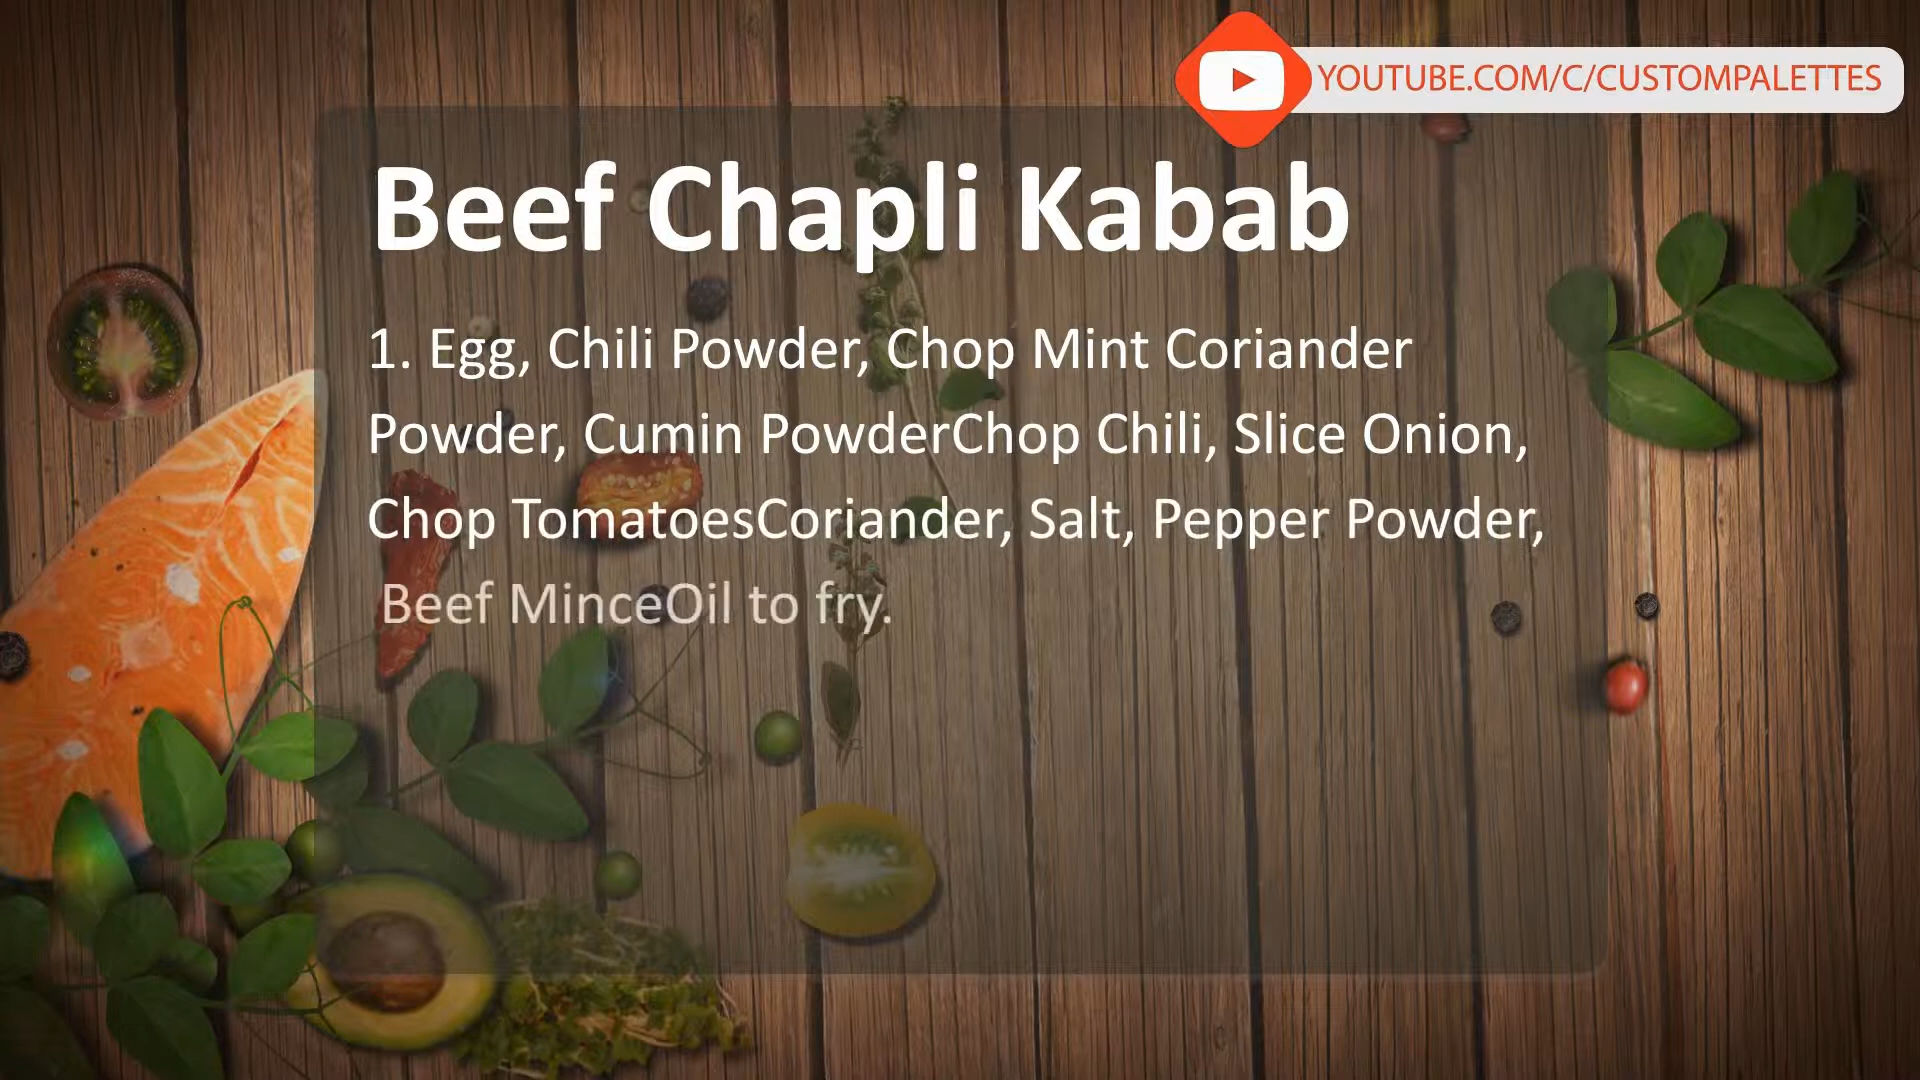 YOUTUBE.COM/C/CUSTOMPALETTES
Beef Chapli Kabab
1. Egg, Chili Powder, Chop Mint Coriander
Powder, Cumin PowderChop Chili, Slice Onion,
Chop TomatoesCoriander, Salt, Pepper Powder,
Beef MinceOil to fry.